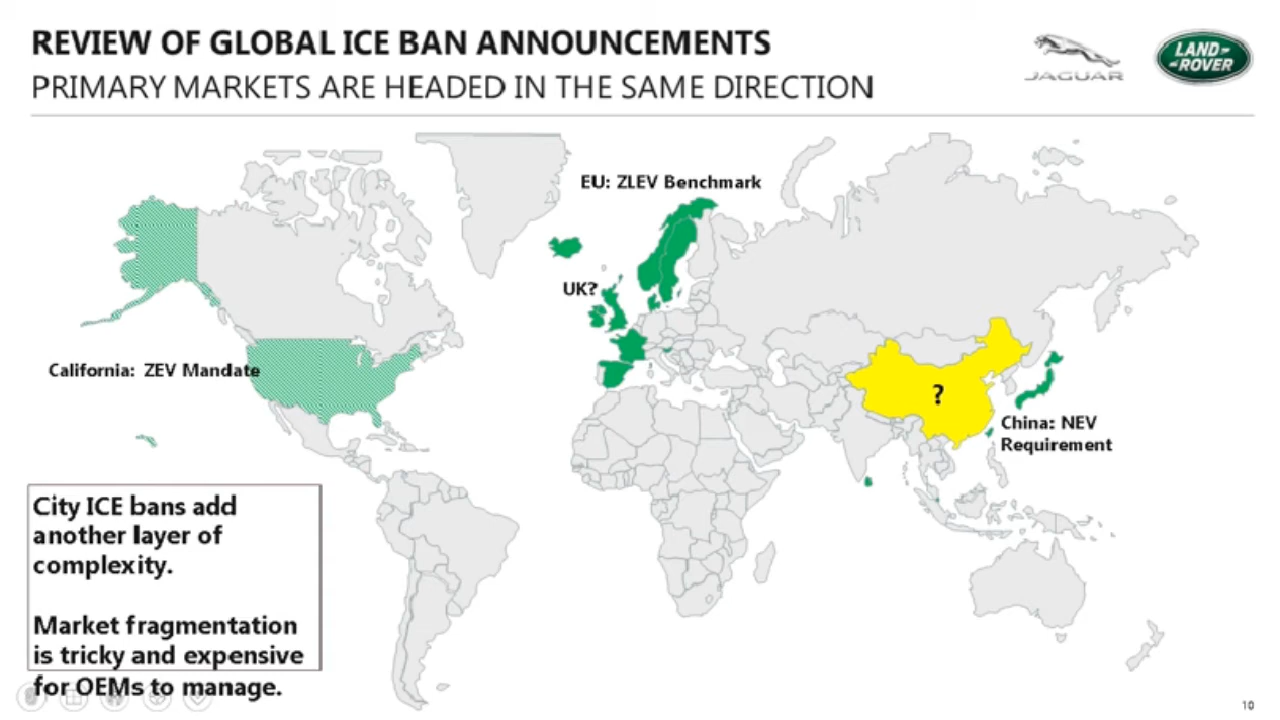 REVIEW OF GLOBAL ICE BAN ANNOUNCEMENTS
PRIMARY MARKETS ARE HEADED IN THE SAME DIRECTION
JAGUAR
LAND-
-ROVER
EU: ZLEV Benchmark
UK?
California: ZEV Mandate
?
China: NEV
Requirement
City ICE bans add
another layer of
complexity.
Market fragmentation
is tricky and expensive
for OEMs to manage.
10